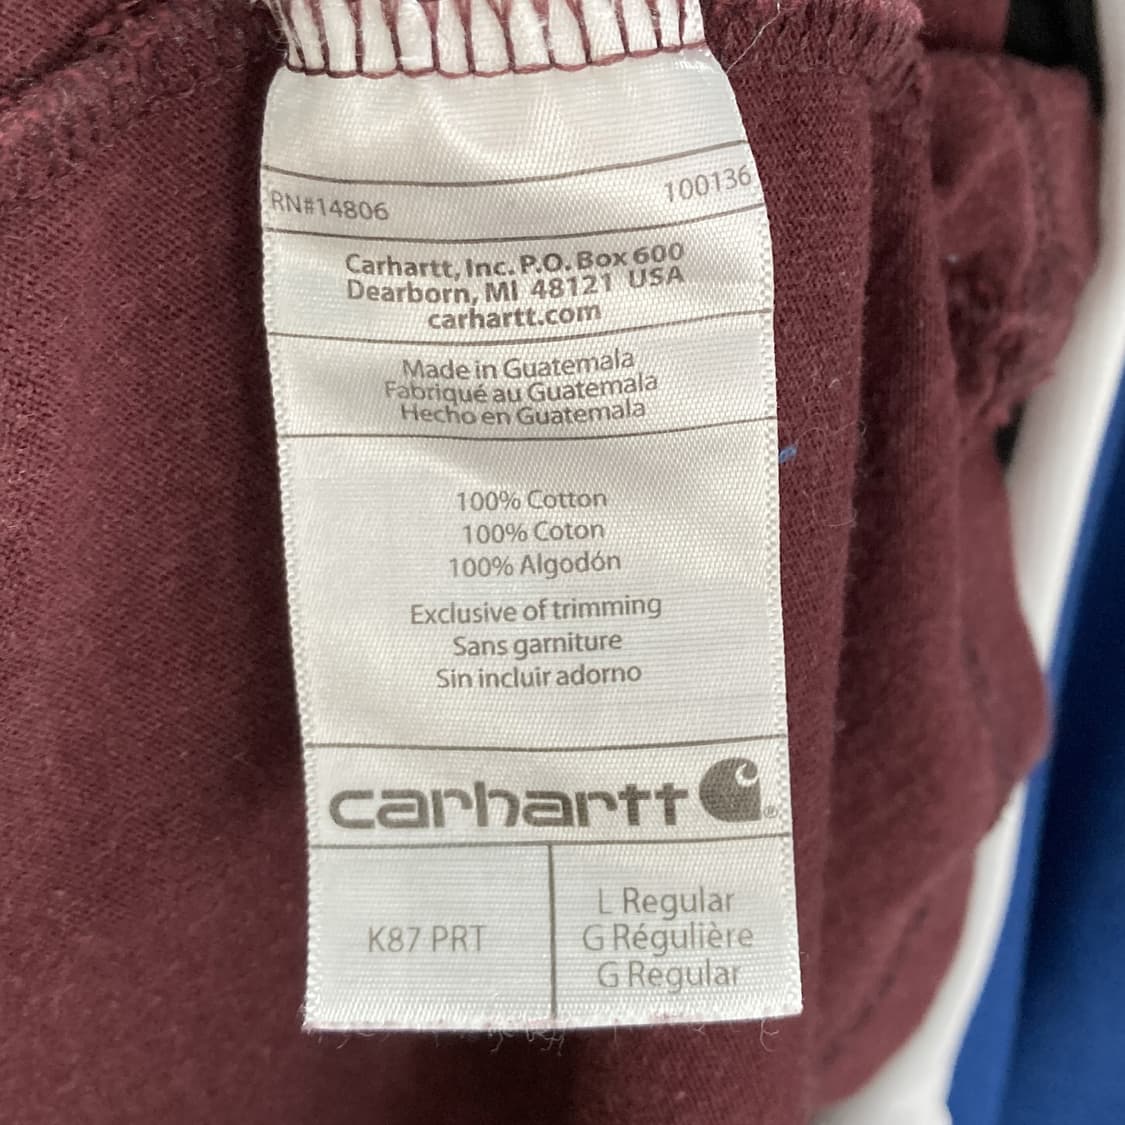 RN#14806 100136
Carhartt, Inc. P.O. Box 600
Dearborn, MI 48121 USA
carhartt.com
Made in Guatemala
Fabriqué au Guatemala
Hecho en Guatemala
100% Cotton
100% Coton
100% Algodón
Exclusive of trimming
Sans garniture
Sin incluir adorno
carhartt ®
K87 PRT
L Regular
G Régulière
G Regular